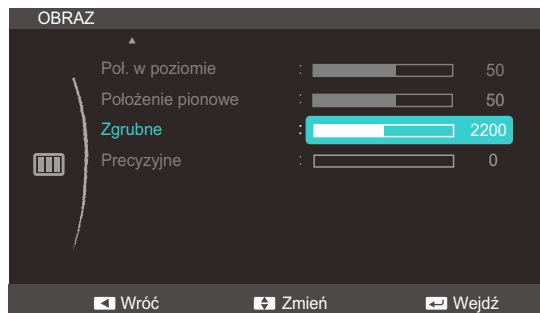 OBRAZ
Poł. w poziomie : 50
Położenie pionowe : 50
Zgrubne : 2200
Precyzyjne : 0
Wróć Zmień Wejdź